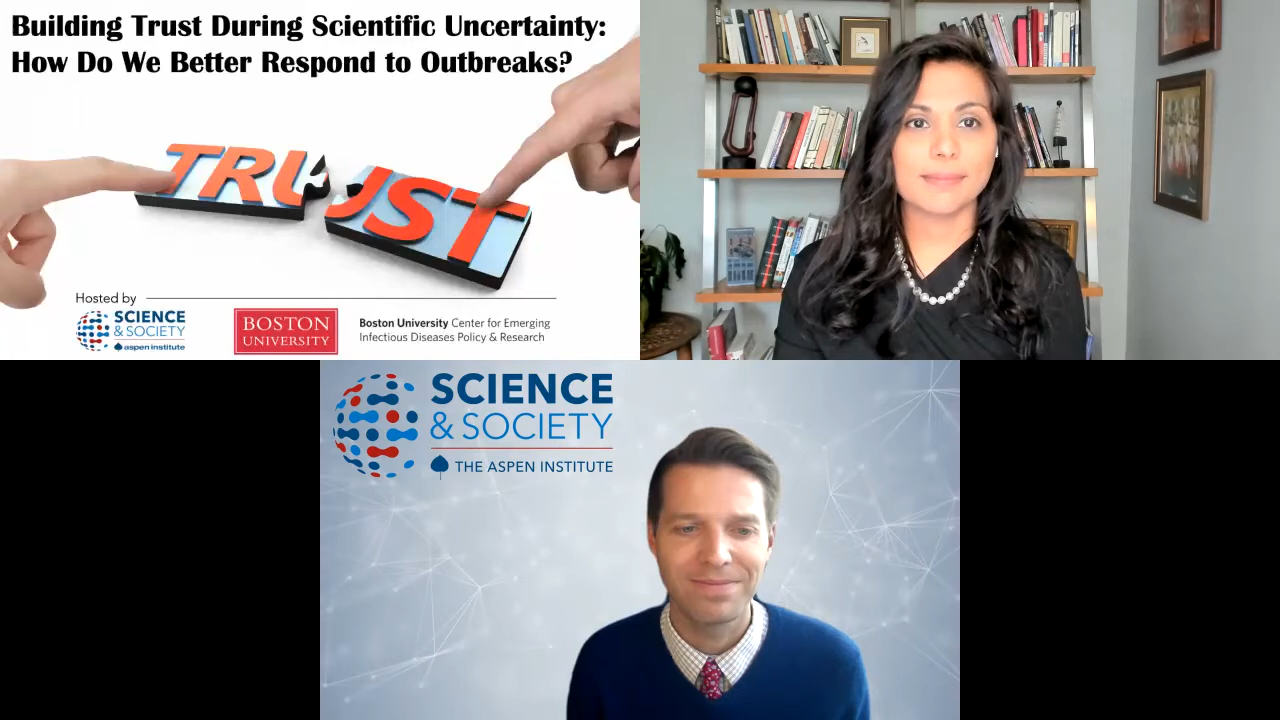 Building Trust During Scientific Uncertainty:
How Do We Better Respond to Outbreaks?
TRUST
Hosted by
SCIENCE
& SOCIETY
aspen institute
BOSTON
UNIVERSITY
Boston University Center for Emerging
Infectious Diseases Policy & Research
SCIENCE
& SOCIETY
THE ASPEN INSTITUTE